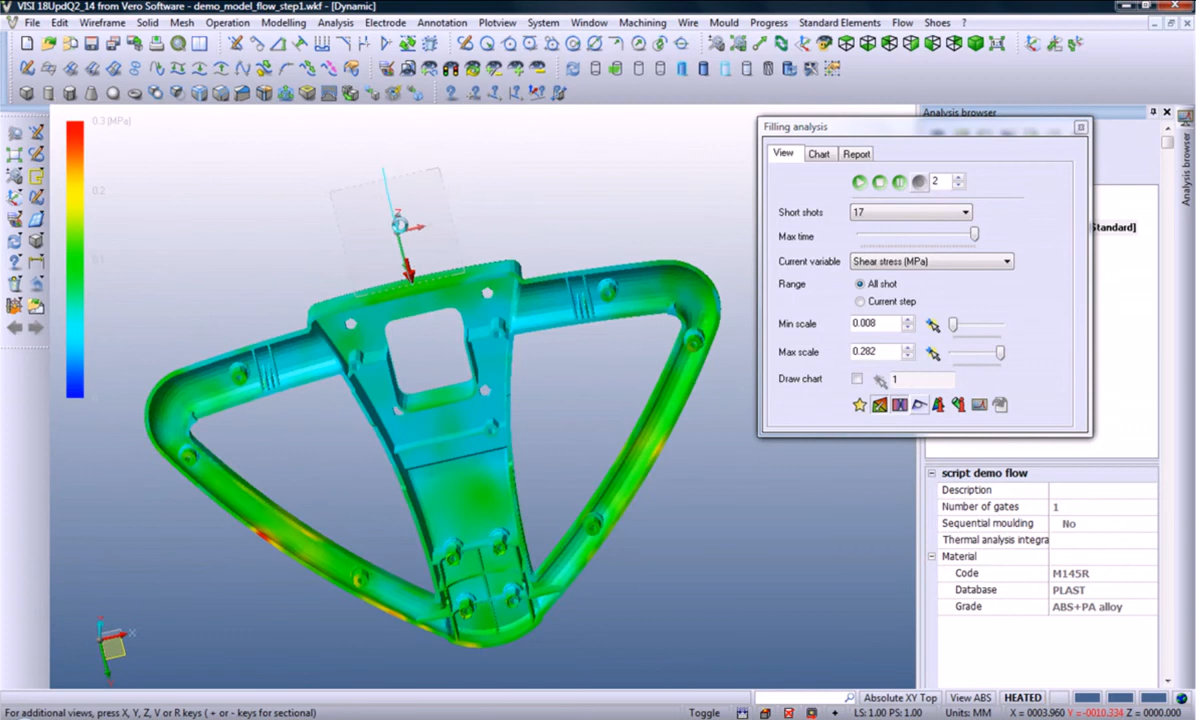 VISI 18UpdQ2_14 from Vero Software - demo_model_flow_step1.wkf - [Dynamic]
File Edit Wireframe Solid Mesh Operation Modelling Analysis Electrode Annotation Plotview System Window Machining Wire Mould Progress Standard Elements Flow Shoes ?
0.3 (MPa)
0.2
0.1
0
Z
X
Analysis browser
Analysis browser
Standard]
Filling analysis
View Chart Report
2
Short shots 17
Max time
Current variable Shear stress (MPa)
Range All shot
Current step
Min scale 0.008
Max scale 0.282
Draw chart 1
script demo flow
Description
Number of gates 1
Sequential moulding No
Thermal analysis integra
Material
Code M145R
Database PLAST
Grade ABS+PA alloy
Absolute XY Top View ABS HEATED
For additional views, press X, Y, Z, V or R keys ( + or - keys for sectional) Toggle LS: 1.00 PS: 1.00 Units: MM X = 0003.960 Y =-0010.334 Z = 0000.000